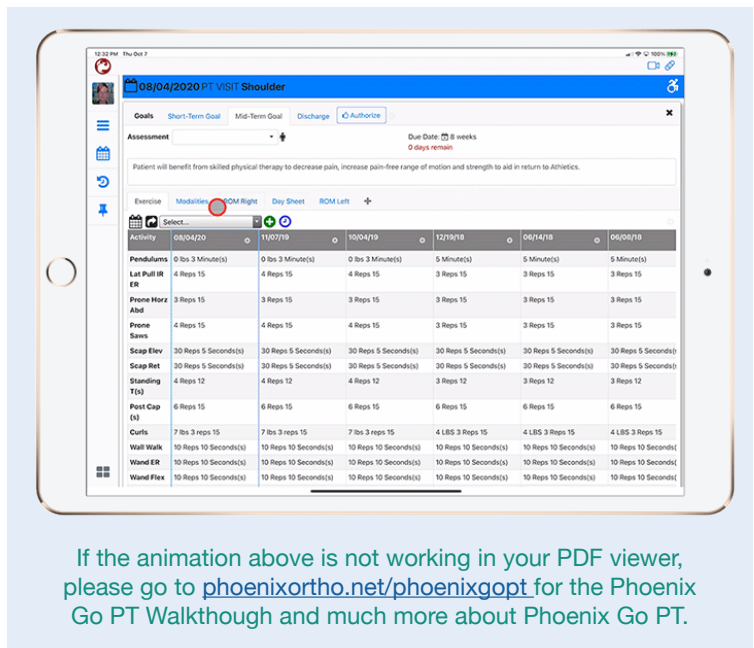 12:32 PM Thu Oct 7
100%
08/04/2020 PT VISIT Shoulder
Goals Short-Term Goal Mid-Term Goal Discharge Authorize
Assessment Due Date: 8 weeks
0 days remain
Patient will benefit from skilled physical therapy to decrease pain, increase pain-free range of motion and strength to aid in return to Athletics.
Exercise Modalities ROM Right Day Sheet ROM Left
Select...
Activity 08/04/20 11/07/19 10/04/19 12/19/18 06/14/18 06/08/18
Pendulums 0 lbs 3 Minute(s) 0 lbs 3 Minute(s) 0 lbs 3 Minute(s) 5 Minute(s) 5 Minute(s) 5 Minute(s)
Lat Pull IR 4 Reps 15 4 Reps 15 4 Reps 15 3 Reps 15 3 Reps 15 3 Reps 15
ER
Prone Horz 3 Reps 15 3 Reps 15 3 Reps 15 3 Reps 15 3 Reps 15 3 Reps 15
Abd
Prone 4 Reps 15 4 Reps 15 4 Reps 15 3 Reps 15 3 Reps 15 3 Reps 15
Saws
Scap Elev 30 Reps 5 Seconds(s) 30 Reps 5 Seconds(s) 30 Reps 5 Seconds(s) 30 Reps 5 Seconds(s) 30 Reps 5 Seconds(s) 30 Reps 5 Seconds(
Scap Ret 30 Reps 5 Seconds(s) 30 Reps 5 Seconds(s) 30 Reps 5 Seconds(s) 30 Reps 5 Seconds(s) 30 Reps 5 Seconds(s) 30 Reps 5 Seconds(
Standing 4 Reps 12 4 Reps 12 4 Reps 12 3 Reps 12 3 Reps 12 3 Reps 12
T(s)
Post Cap 6 Reps 15 6 Reps 15 6 Reps 15 6 Reps 15 6 Reps 15 6 Reps 15
(s)
Curls 7 lbs 3 reps 15 7 lbs 3 reps 15 7 lbs 3 reps 15 4 LBS 3 Reps 15 4 LBS 3 Reps 15 4 LBS 3 Reps 15
Wall Walk 10 Reps 10 Seconds(s) 10 Reps 10 Seconds(s) 10 Reps 10 Seconds(s) 10 Reps 10 Seconds(s) 10 Reps 10 Seconds(s) 10 Reps 10 Seconds(
Wand ER 10 Reps 10 Seconds(s) 10 Reps 10 Seconds(s) 10 Reps 10 Seconds(s) 10 Reps 10 Seconds(s) 10 Reps 10 Seconds(s) 10 Reps 10 Seconds(
Wand Flex 10 Reps 10 Seconds(s) 10 Reps 10 Seconds(s) 10 Reps 10 Seconds(s) 10 Reps 10 Seconds(s) 10 Reps 10 Seconds(s) 10 Reps 10 Seconds(
If the animation above is not working in your PDF viewer,
please go to phoenixortho.net/phoenixgopt for the Phoenix
Go PT Walkthough and much more about Phoenix Go PT.